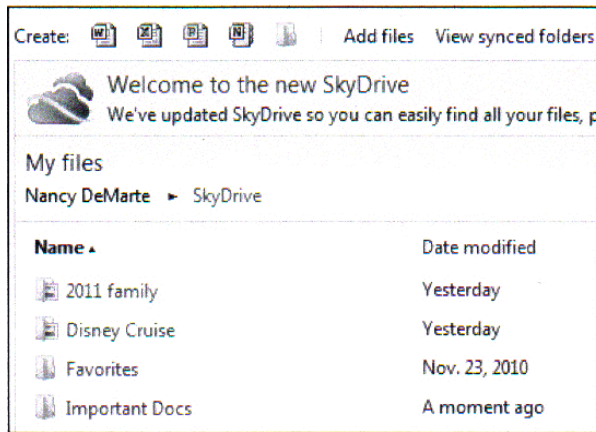 Create: Add files View synced folders
Welcome to the new SkyDrive
We've updated SkyDrive so you can easily find all your files, p
My files
Nancy DeMarte ► SkyDrive
Name ▴ Date modified
2011 family Yesterday
Disney Cruise Yesterday
Favorites Nov. 23, 2010
Important Docs A moment ago